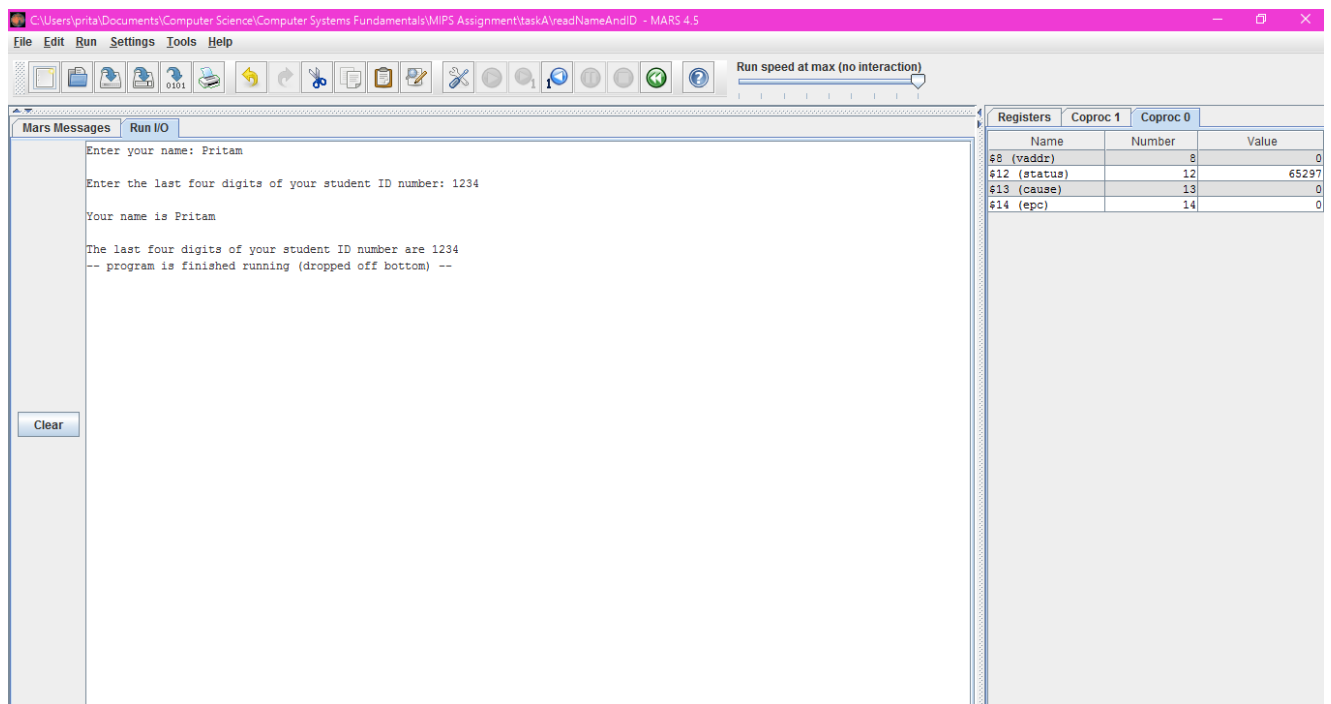 C:\Users\prita\Documents\Computer Science\Computer Systems Fundamentals\MIPS Assignment\taskA\readNameAndID - MARS 4.5
File Edit Run Settings Tools Help
Run speed at max (no interaction)
Mars Messages Run I/O
Enter your name: Pritam
Enter the last four digits of your student ID number: 1234
Your name is Pritam
The last four digits of your student ID number are 1234
-- program is finished running (dropped off bottom) --
Clear
Registers Coproc 1 Coproc 0
Name Number Value
$8 (vaddr) 8 0
$12 (status) 12 65297
$13 (cause) 13 0
$14 (epc) 14 0
0101
1
1